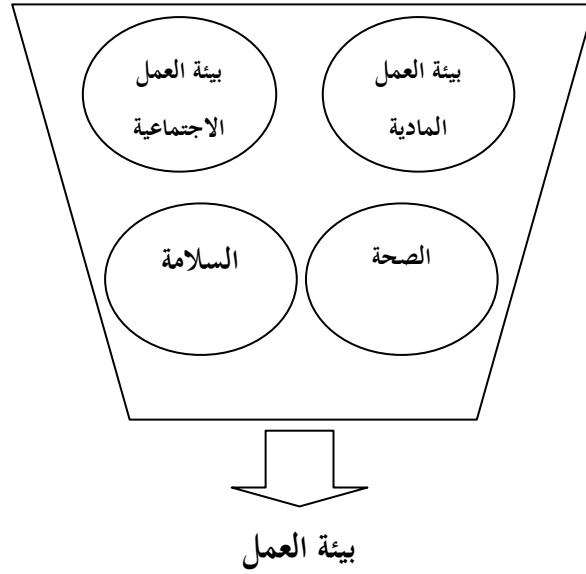 بيئة العمل
المادية
بيئة العمل
الاجتماعية
الصحة
السلامة
بيئة العمل